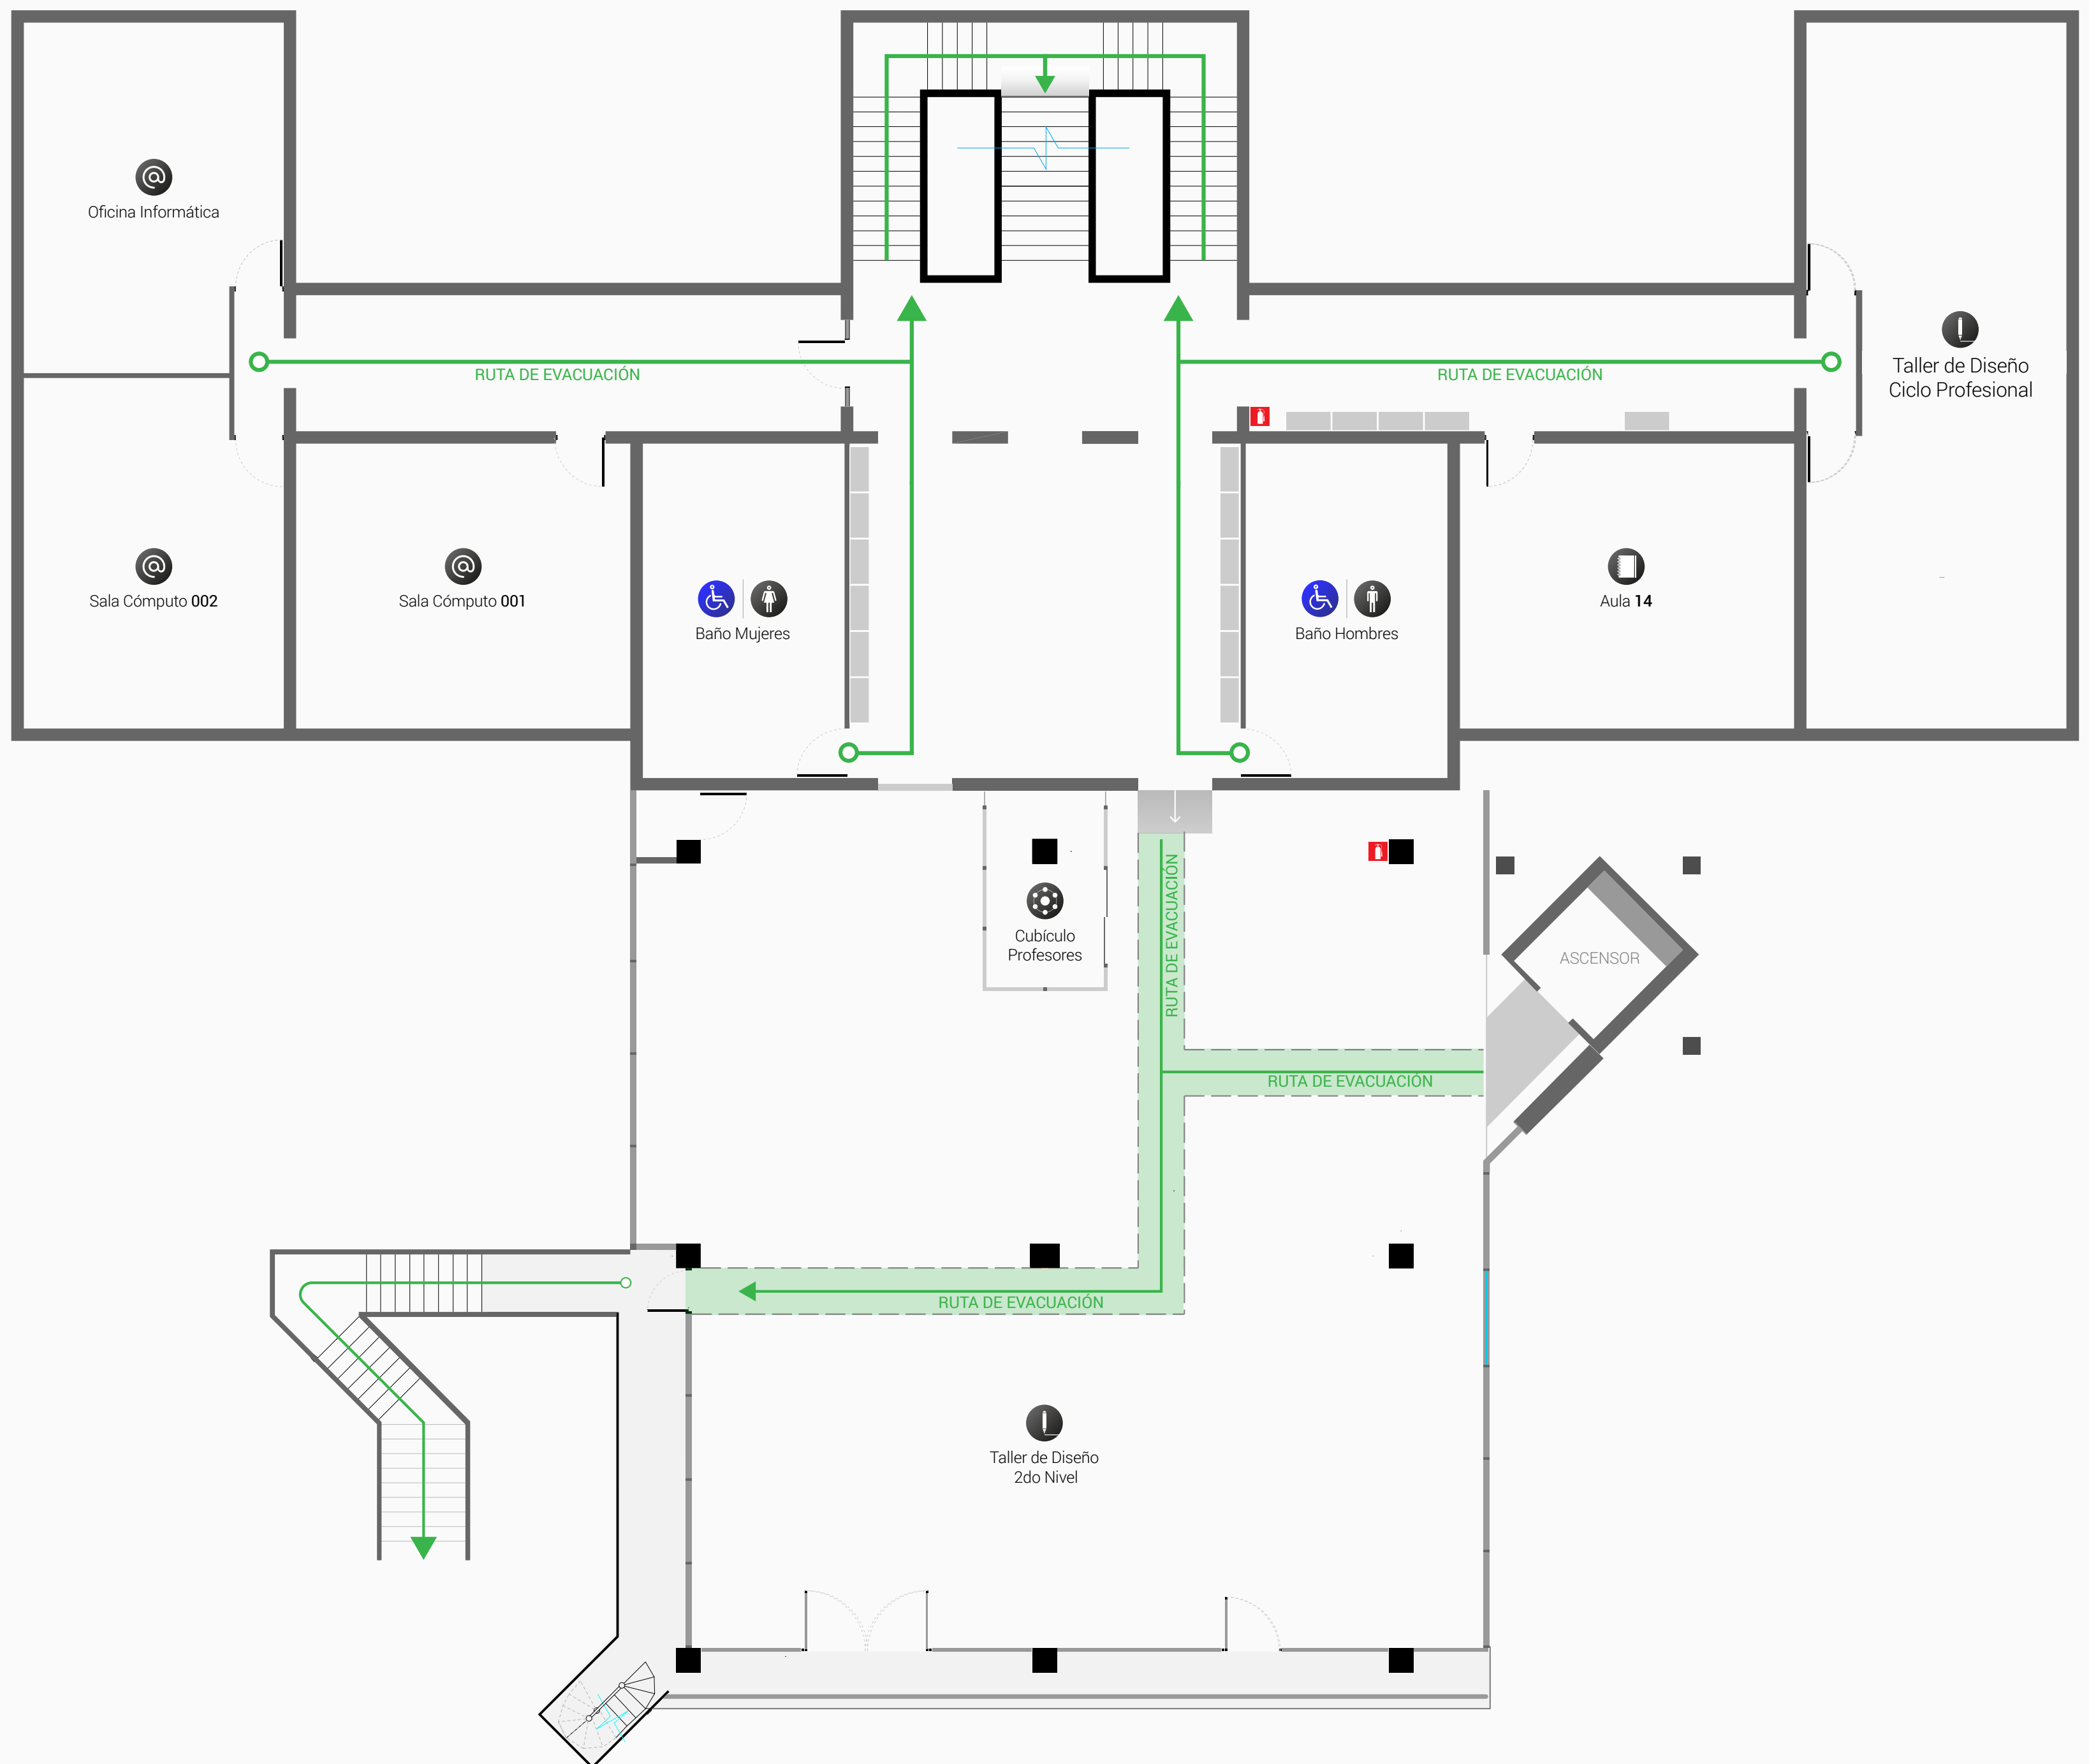 Oficina Informática
RUTA DE EVACUACIÓN
RUTA DE EVACUACIÓN
Taller de Diseño
Ciclo Profesional
Sala Cómputo 002
Sala Cómputo 001
Baño Mujeres
Baño Hombres
Aula 14
Cubículo
Profesores
RUTA DE EVACUACIÓN
ASCENSOR
RUTA DE EVACUACIÓN
RUTA DE EVACUACIÓN
Taller de Diseño
2do Nivel